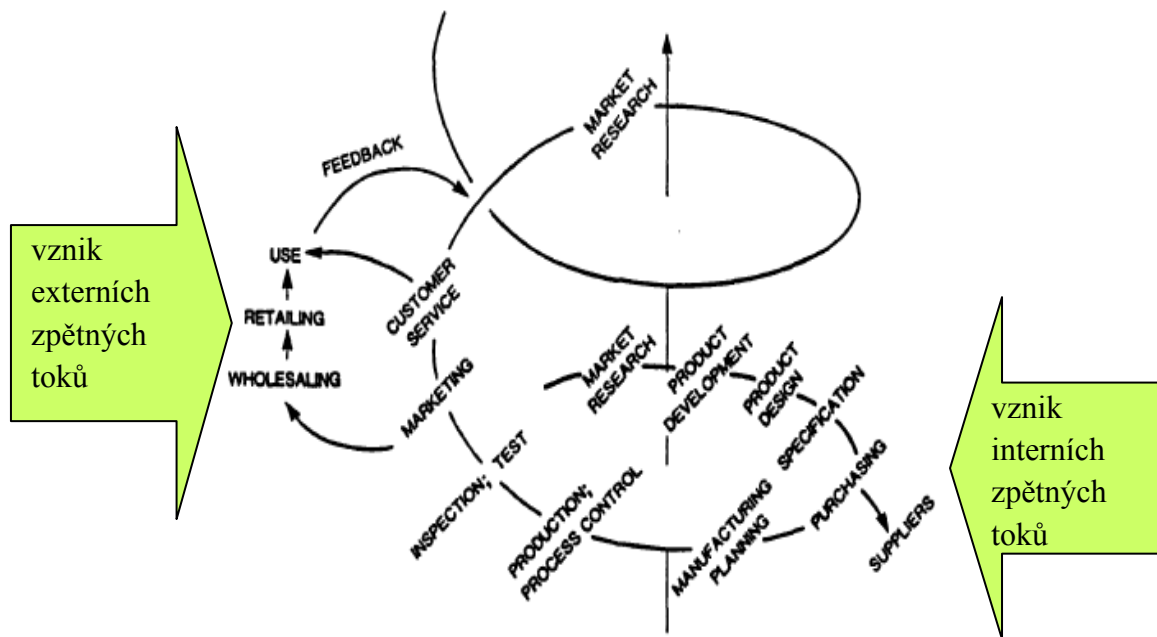 MARKET
RESEARCH
FEEDBACK
vznik
externích
zpětných
toků
USE
RETAILING
WHOLESALING
CUSTOMER
SERVICE
MARKETING
INSPECTION; TEST
PRODUCTION;
PROCESS CONTROL
MARKET
RESEARCH
PRODUCT
DEVELOPMENT
PRODUCT
DESIGN
SPECIFICATION
MANUFACTURING
PLANNING
PURCHASING
SUPPLIERS
vznik
interních
zpětných
toků